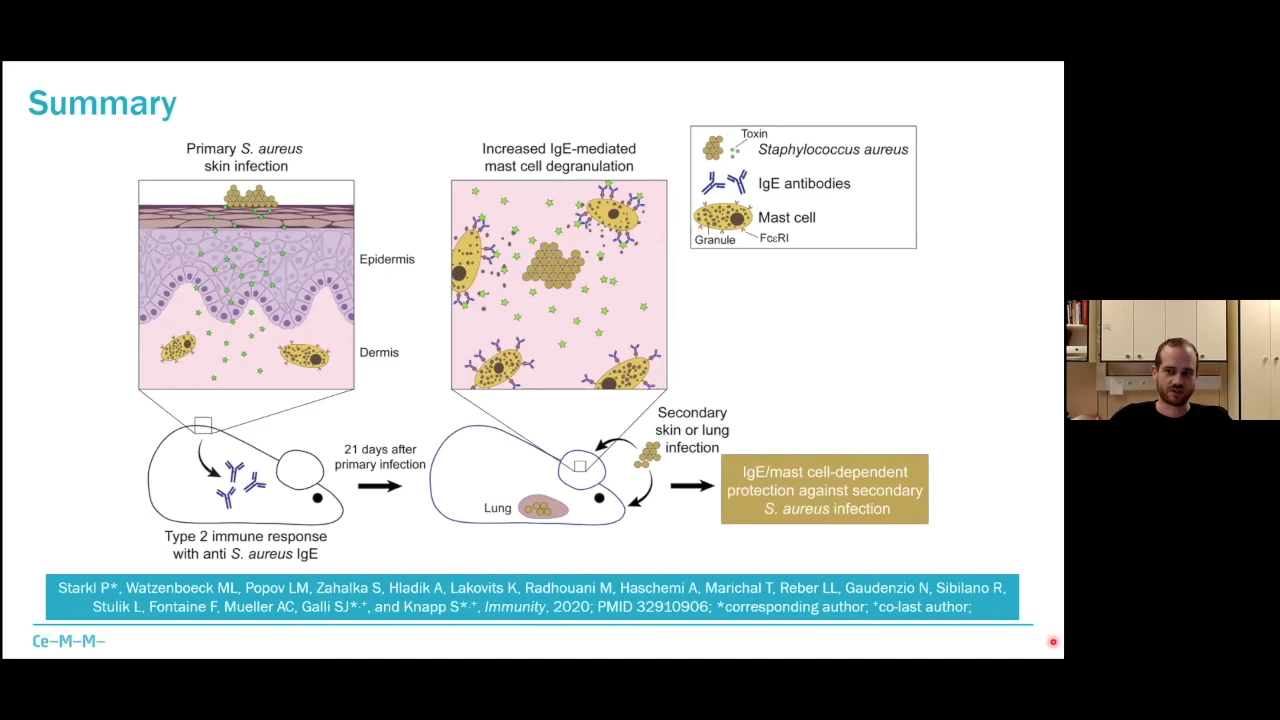 Summary
Primary S. aureus
skin infection
Epidermis
Dermis
Type 2 immune response
with anti S. aureus IgE
21 days after
primary infection
Increased IgE-mediated
mast cell degranulation
Lung
Secondary
skin or lung
infection
Toxin
Staphylococcus aureus
IgE antibodies
Mast cell
Granule
FcεRI
IgE/mast cell-dependent
protection against secondary
S. aureus infection
Starkl P*, Watzenboeck ML, Popov LM, Zahalka S, Hladik A, Lakovits K, Radhouani M, Haschemi A, Marichal T, Reber LL, Gaudenzio N, Sibilano R,
Stulik L, Fontaine F, Mueller AC, Galli SJ*,⁺, and Knapp S*,⁺, Immunity, 2020; PMID 32910906; *corresponding author; ⁺co-last author;
Ce–M–M–